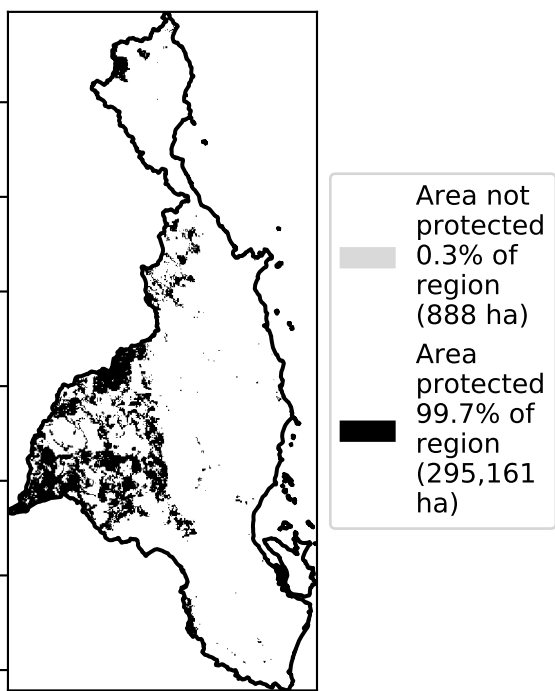 Area not
protected
0.3% of
region
(888 ha)
Area
protected
99.7% of
region
(295,161
ha)